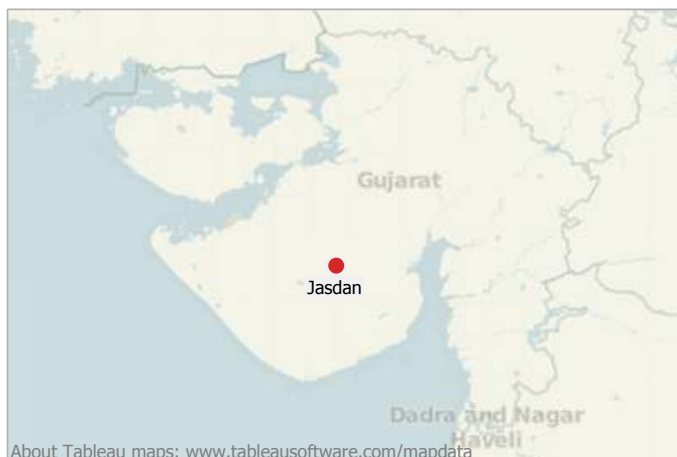 Gujarat
Jasdan
Dadra and Nagar
Haveli
About Tableau maps: www.tableausoftware.com/mapdata